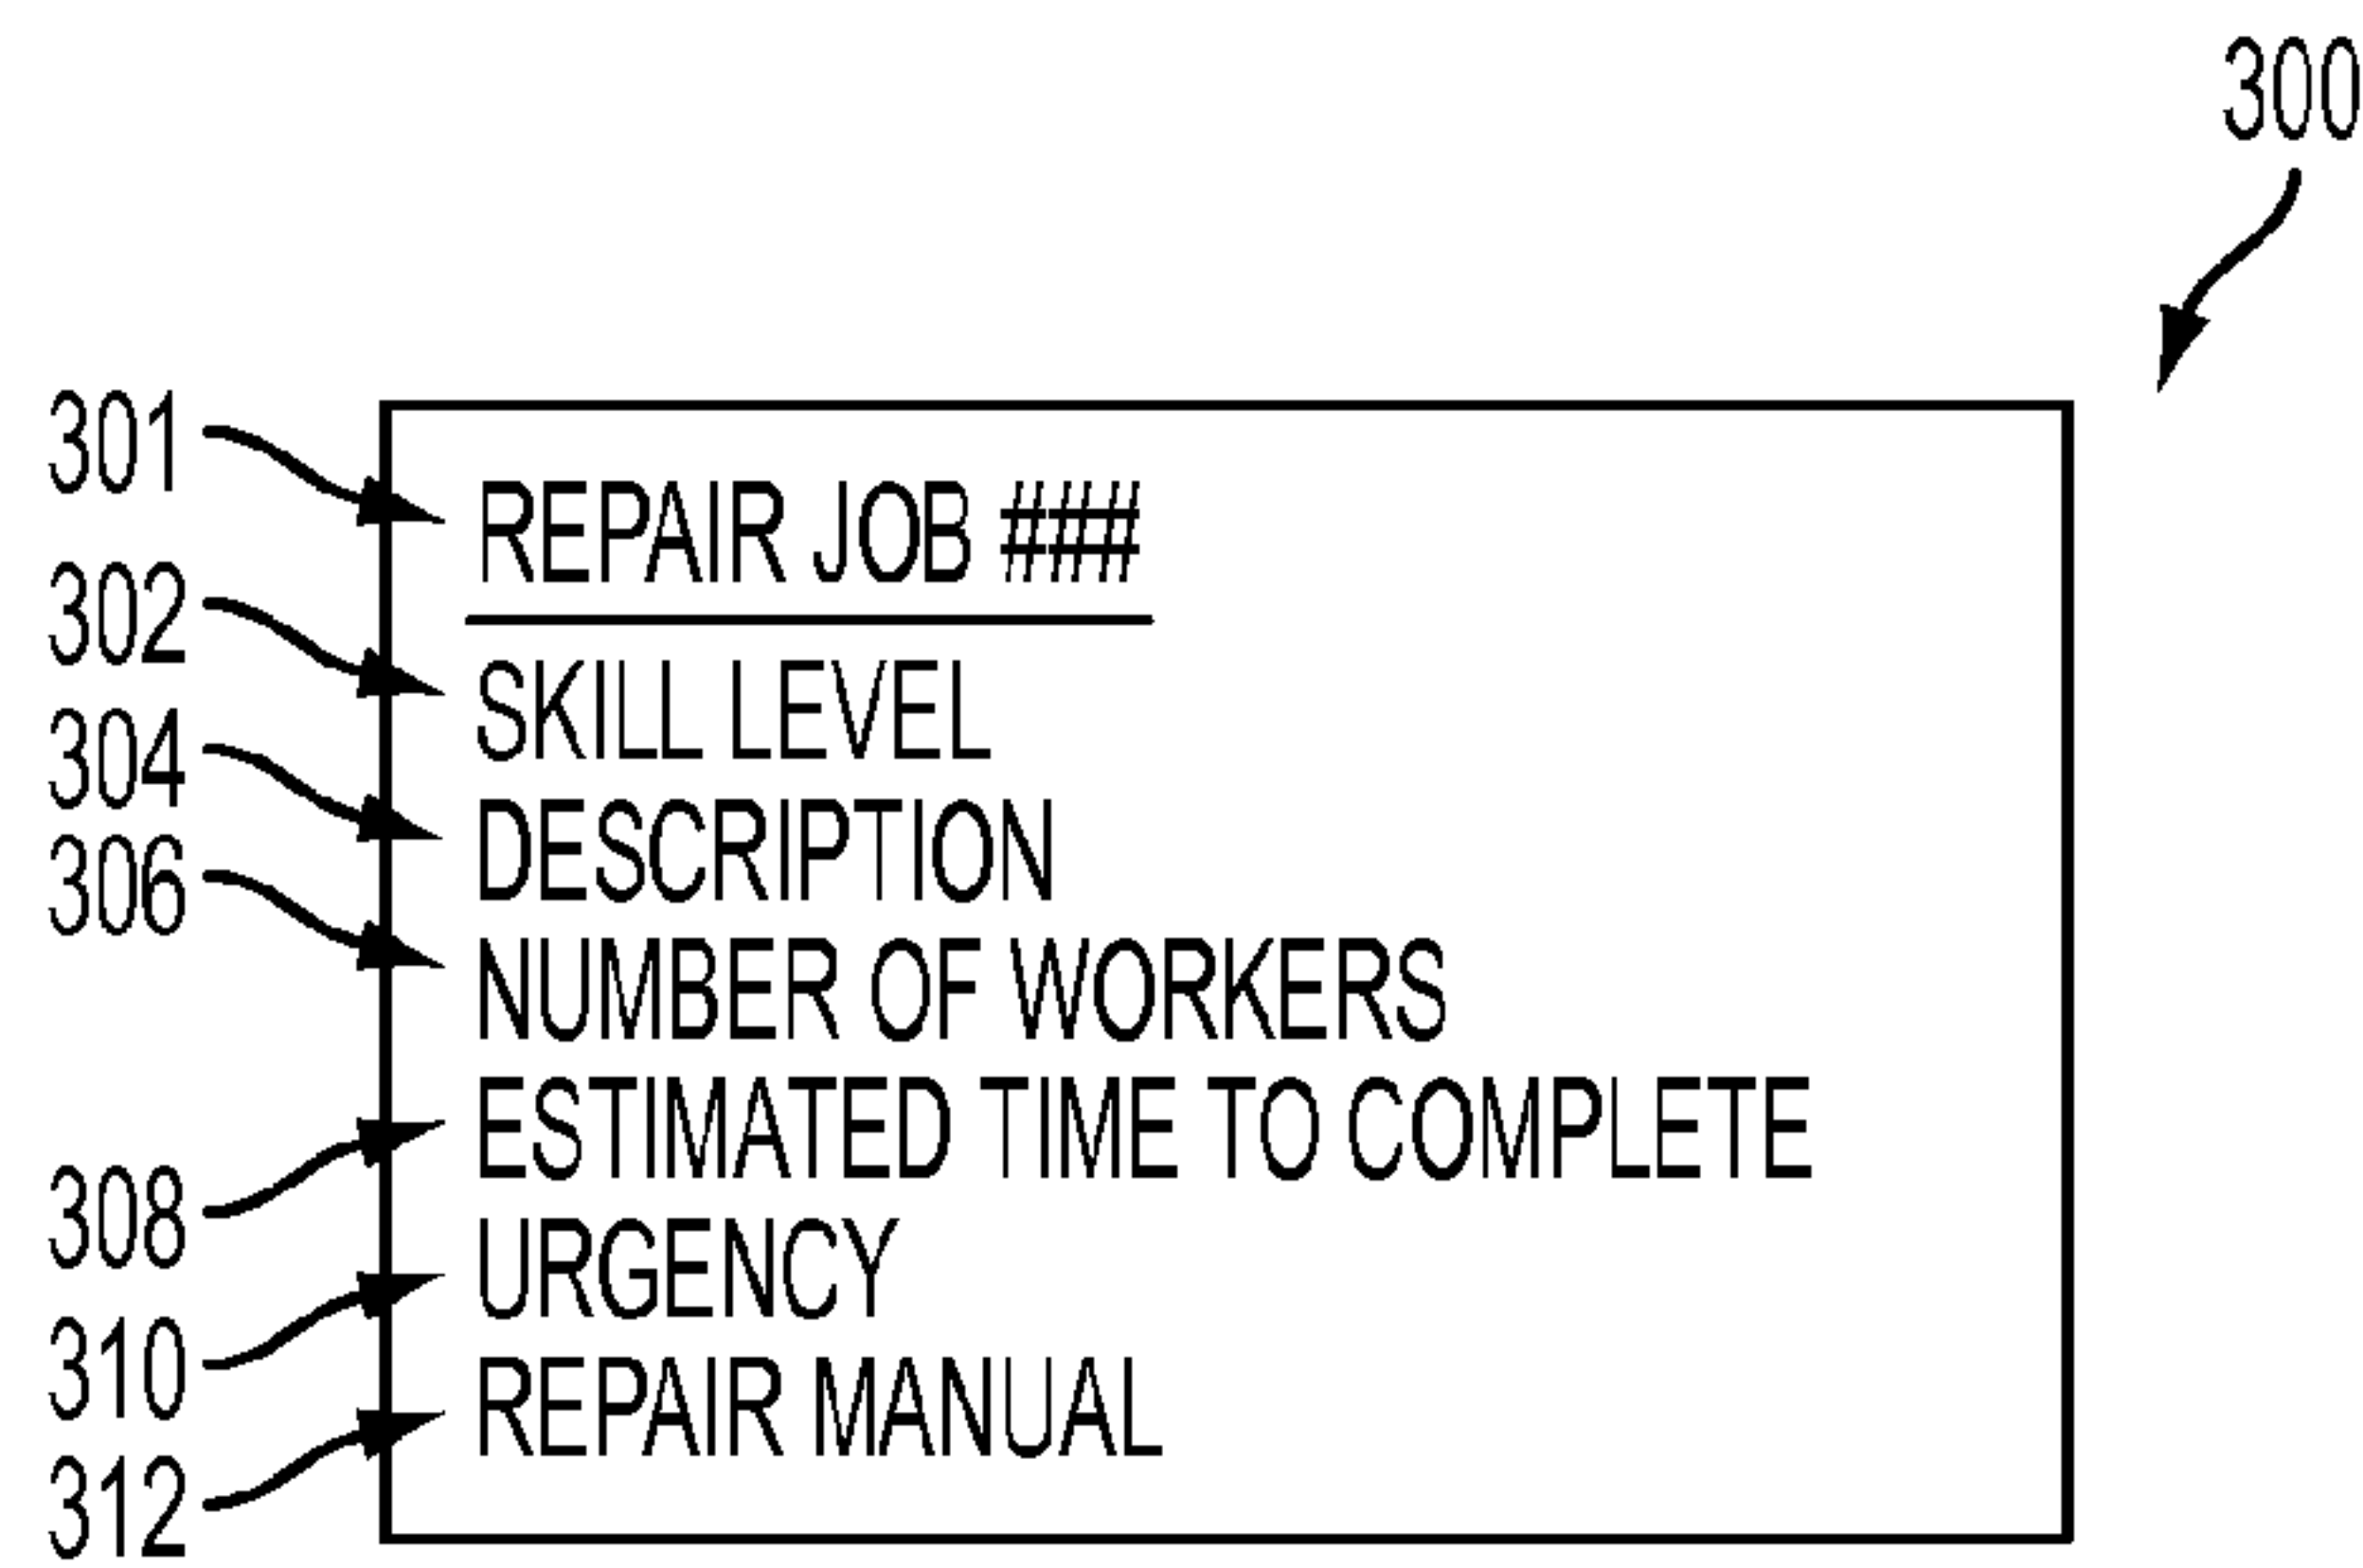 300
301 REPAIR JOB ###
302 SKILL LEVEL
304 DESCRIPTION
306 NUMBER OF WORKERS
308 ESTIMATED TIME TO COMPLETE
310 URGENCY
312 REPAIR MANUAL